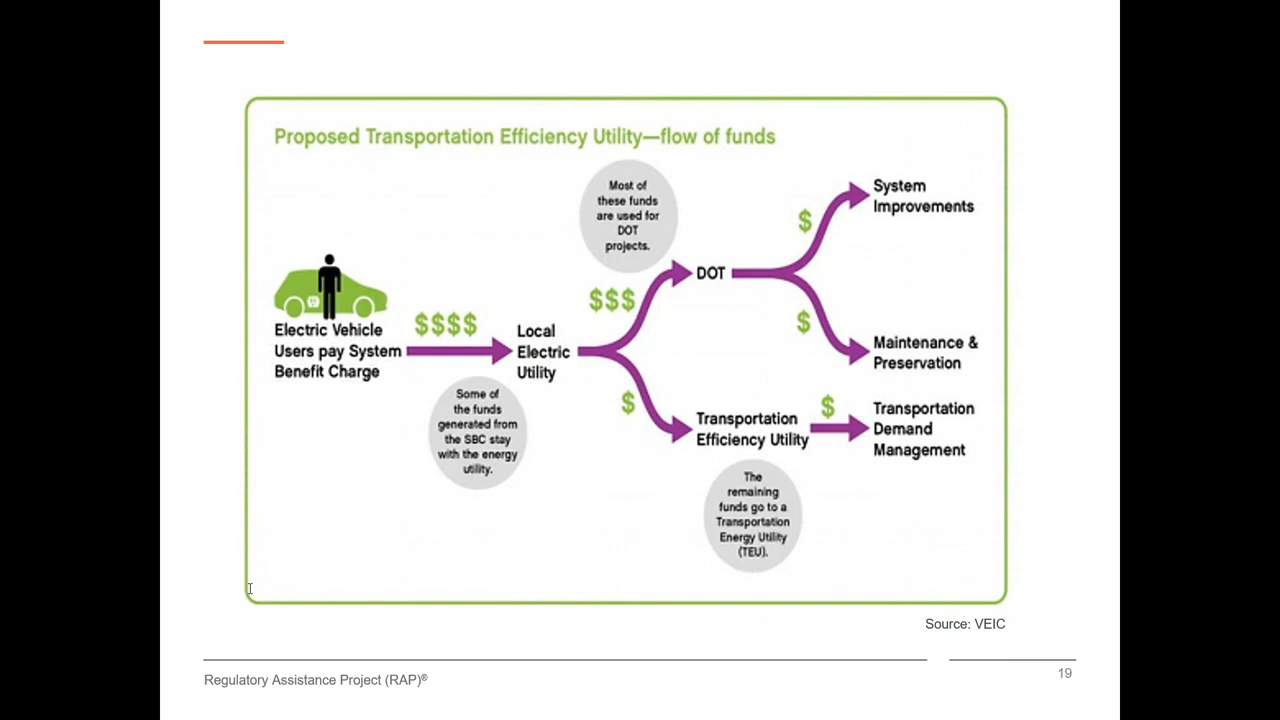 Proposed Transportation Efficiency Utility—flow of funds
Most of
these funds
are used for
DOT
projects.
System
Improvements
$
DOT
$$$
$
Electric Vehicle
Users pay System
Benefit Charge
$$$$
Local
Electric
Utility
Maintenance &
Preservation
Some of
the funds
generated from
the SBC stay
with the energy
utility.
$
Transportation
Efficiency Utility
$
Transportation
Demand
Management
The
remaining
funds go to a
Transportation
Energy Utility
(TEU).
Source: VEIC
Regulatory Assistance Project (RAP)®
19